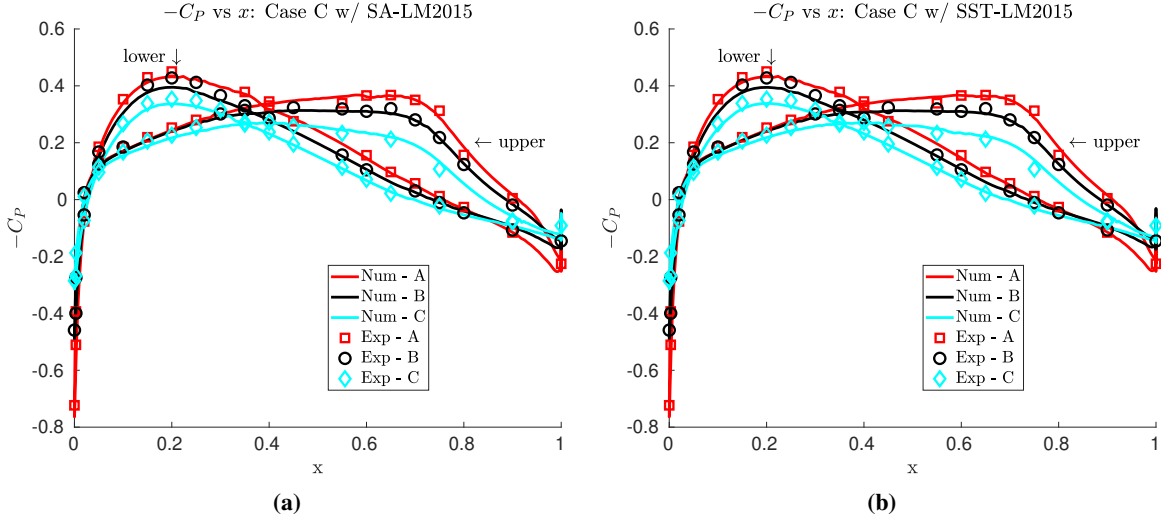 −C_P vs x: Case C w/ SA-LM2015
lower ↓
← upper
0.6
0.4
0.2
0
-0.2
-0.4
-0.6
-0.8
−C_P
0
0.2
0.4
0.6
0.8
1
x
Num - A
Num - B
Num - C
Exp - A
Exp - B
Exp - C
(a)
−C_P vs x: Case C w/ SST-LM2015
lower ↓
← upper
0.6
0.4
0.2
0
-0.2
-0.4
-0.6
-0.8
−C_P
0
0.2
0.4
0.6
0.8
1
x
Num - A
Num - B
Num - C
Exp - A
Exp - B
Exp - C
(b)